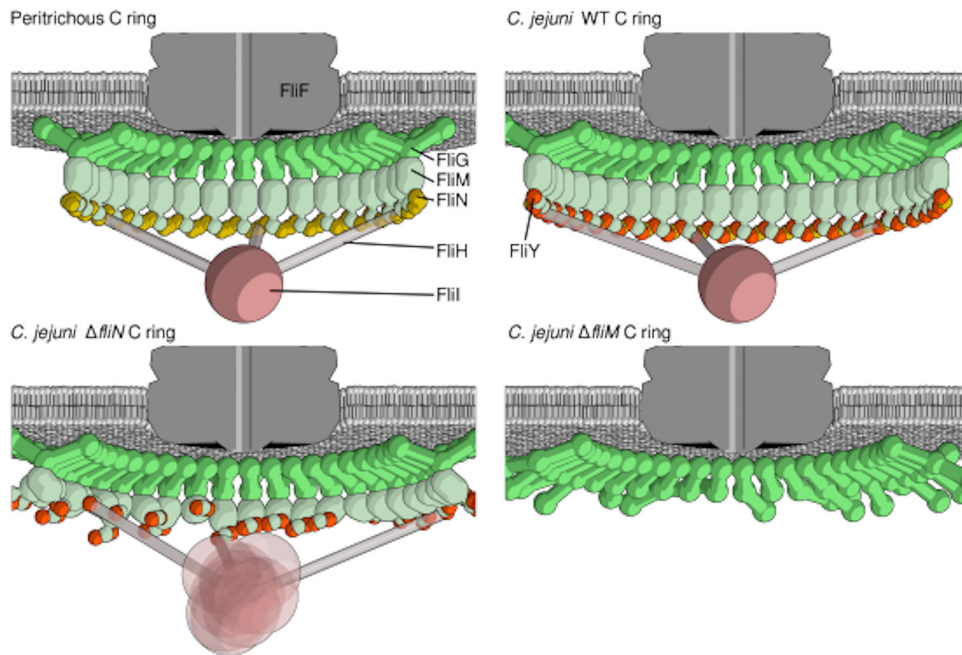 Peritrichous C ring
FliF
FliG
FliM
FliN
FliH
FliI
C. jejuni WT C ring
FliY
C. jejuni ΔfliN C ring
C. jejuni ΔfliM C ring